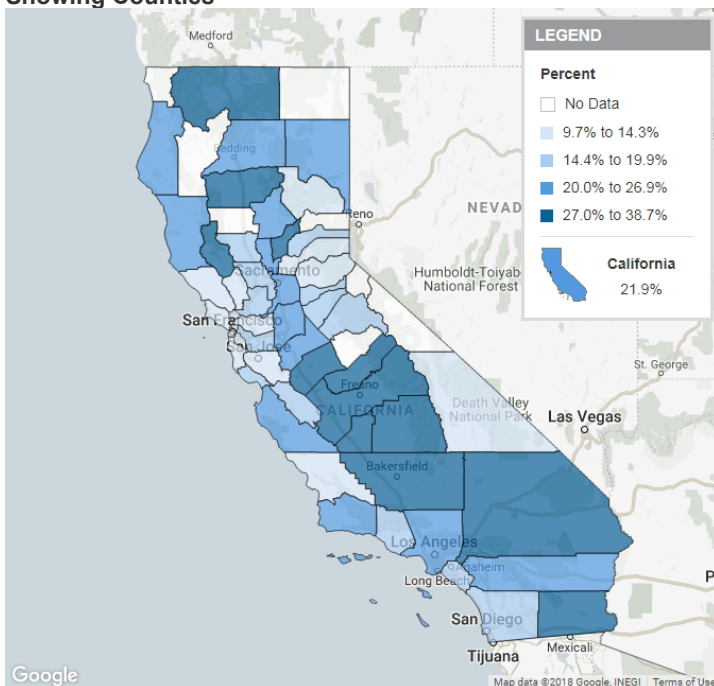 Showing Counties
Medford
LEGEND
Percent
No Data
9.7% to 14.3%
14.4% to 19.9%
20.0% to 26.9%
27.0% to 38.7%
California
21.9%
Redding
NEVAD
Reno
Humboldt-Toiyab
National Forest
Sacramento
San Francisco
San Jose
St. George
Fresno
Death Valley
National Park
CALIFORNIA
Las Vegas
Bakersfield
Los Angeles
Anaheim
Long Beach
P
San Diego
Mexicali
Tijuana
Google
Map data ©2018 Google, INEGI
Terms of Use